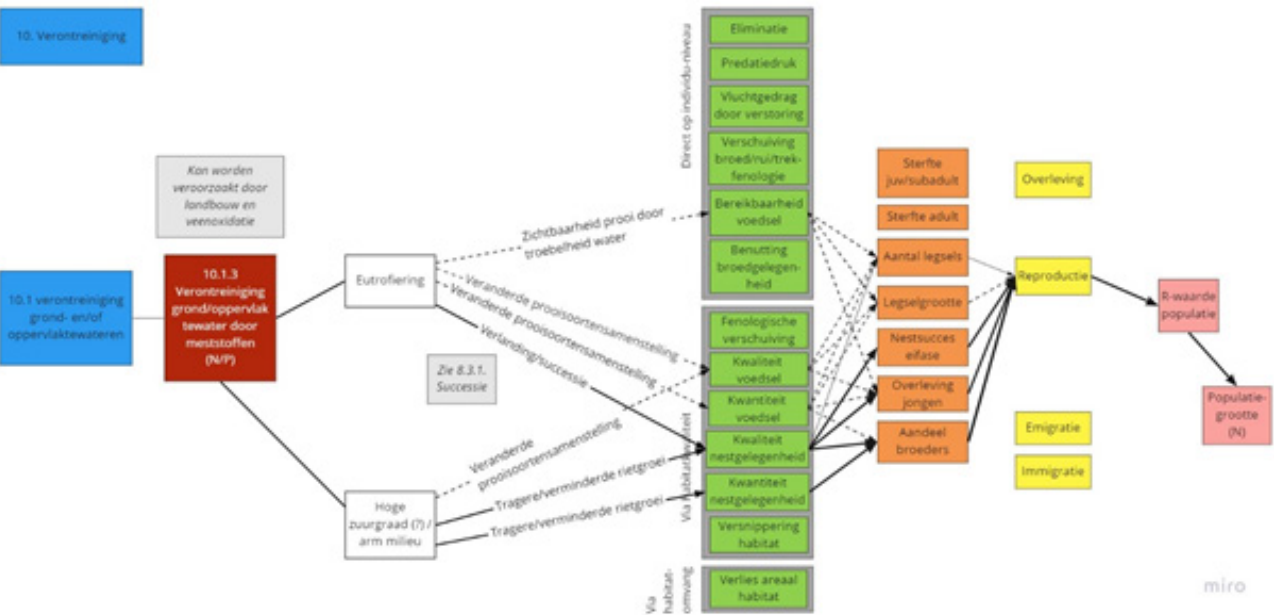 10. Verontreiniging
Kan worden
veroorzaakt door
landbouw en
veenoxidatie
10.1 verontreiniging
grond- en/of
oppervlaktewateren
10.1.3
Verontreiniging
grond/oppervlak
tewater door
meststoffen
(N/P)
Eutrofiering
Zie 8.3.1.
Successie
Hoge
zuurgraad (?) /
arm milieu
Zichtbaarheid prooi door
troebelheid water
Veranderde prooisoortensamenstelling
Veranderde prooisoortensamenstelling
Verlanding/successie
Veranderde
prooisoortensamenstelling
Tragere/verminderde rietgroei
Tragere/verminderde rietgroei
Direct op individu-niveau
Eliminatie
Predatiedruk
Vluchtgedrag
door verstoring
Verschuiving
broed/rui/trek-
fenologie
Bereikbaarheid
voedsel
Benutting
broedgelegen-
heid
Via habitatkwaliteit
Fenologische
verschuiving
Kwaliteit
voedsel
Kwantiteit
voedsel
Kwaliteit
nestgelegenheid
Kwantiteit
nestgelegenheid
Versnippering
habitat
Via
habitat-
omvang
Verlies areaal
habitat
Sterfte
juv/subadult
Sterfte adult
Aantal legsels
Legselgrootte
Nestsucces
eifase
Overleving
jongen
Aandeel
broeders
Overleving
Reproductie
Emigratie
Immigratie
R-waarde
populatie
Populatie-
grootte
(N)
miro